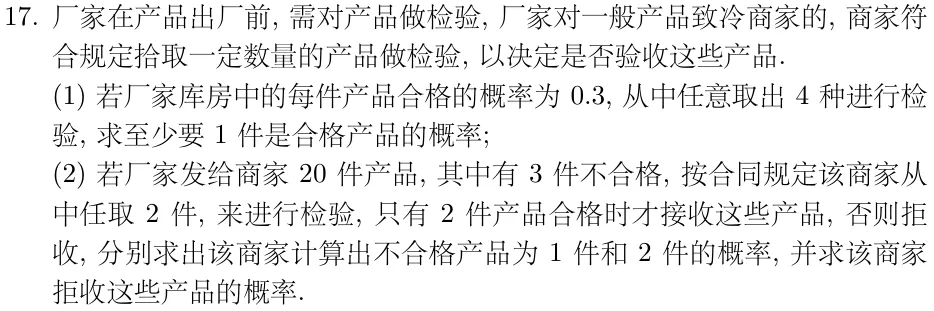 17. 厂家在产品出厂前, 需对产品做检验, 厂家对一般产品致冷商家的, 商家符
合规定拾取一定数量的产品做检验, 以决定是否验收这些产品.
(1) 若厂家库房中的每件产品合格的概率为 0.3, 从中任意取出 4 种进行检
验, 求至少要 1 件是合格产品的概率;
(2) 若厂家发给商家 20 件产品, 其中有 3 件不合格, 按合同规定该商家从
中任取 2 件, 来进行检验, 只有 2 件产品合格时才接收这些产品, 否则拒
收, 分别求出该商家计算出不合格产品为 1 件和 2 件的概率, 并求该商家
拒收这些产品的概率.